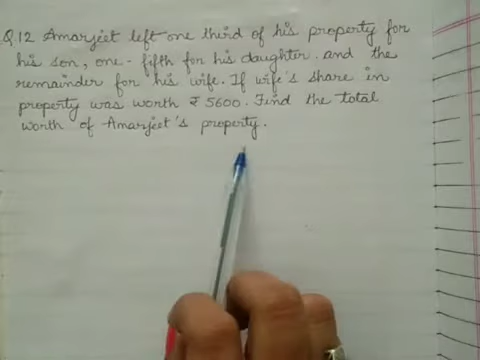 Q.12 Amarjeet left one third of his property for
his son, one-fifth for his daughter. and the
remainder for his wife. If wife's share in
property was worth ₹ 5600. Find the total
worth of Amarjeet's property.